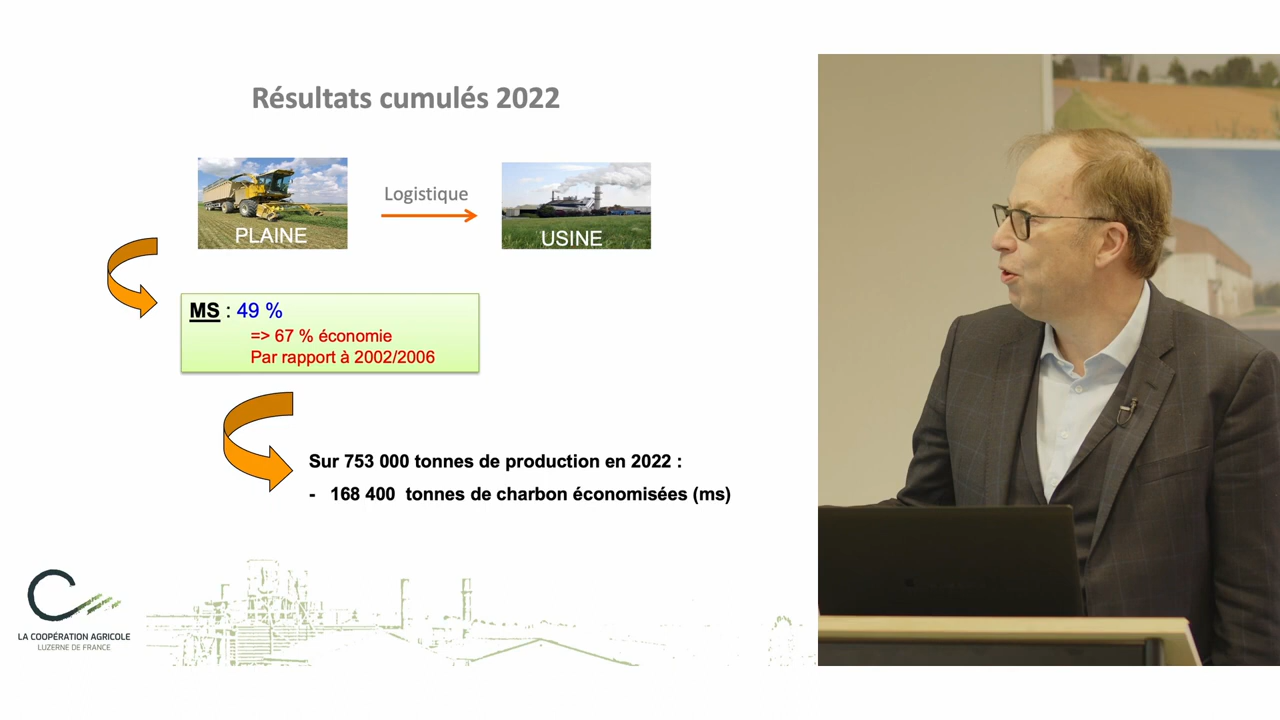 Résultats cumulés 2022
Logistique
PLAINE
USINE
MS : 49 %
=> 67 % économie
Par rapport à 2002/2006
Sur 753 000 tonnes de production en 2022 :
- 168 400 tonnes de charbon économisées (ms)
LA COOPÉRATION AGRICOLE
LUZERNE DE FRANCE